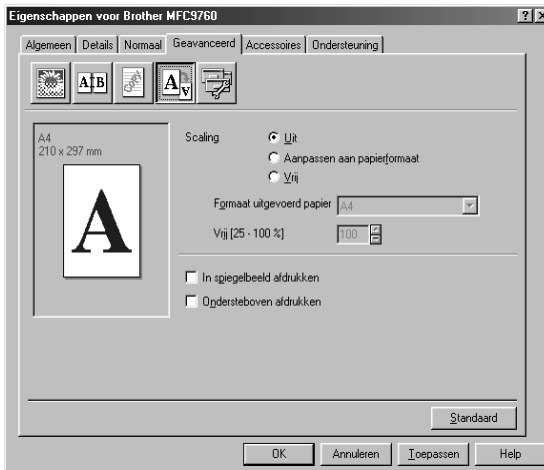 Eigenschappen voor Brother MFC9760
Algemeen Details Normaal Geavanceerd Accessoires Ondersteuning
A B
A A
A4
210 x 297 mm
A
Scaling
Uit
Aanpassen aan papierformaat
Vrij
Formaat uitgevoerd papier A4
Vrij [25 - 100 %] 100
In spiegelbeeld afdrukken
Ondersteboven afdrukken
Standaard
OK Annuleren Toepassen Help